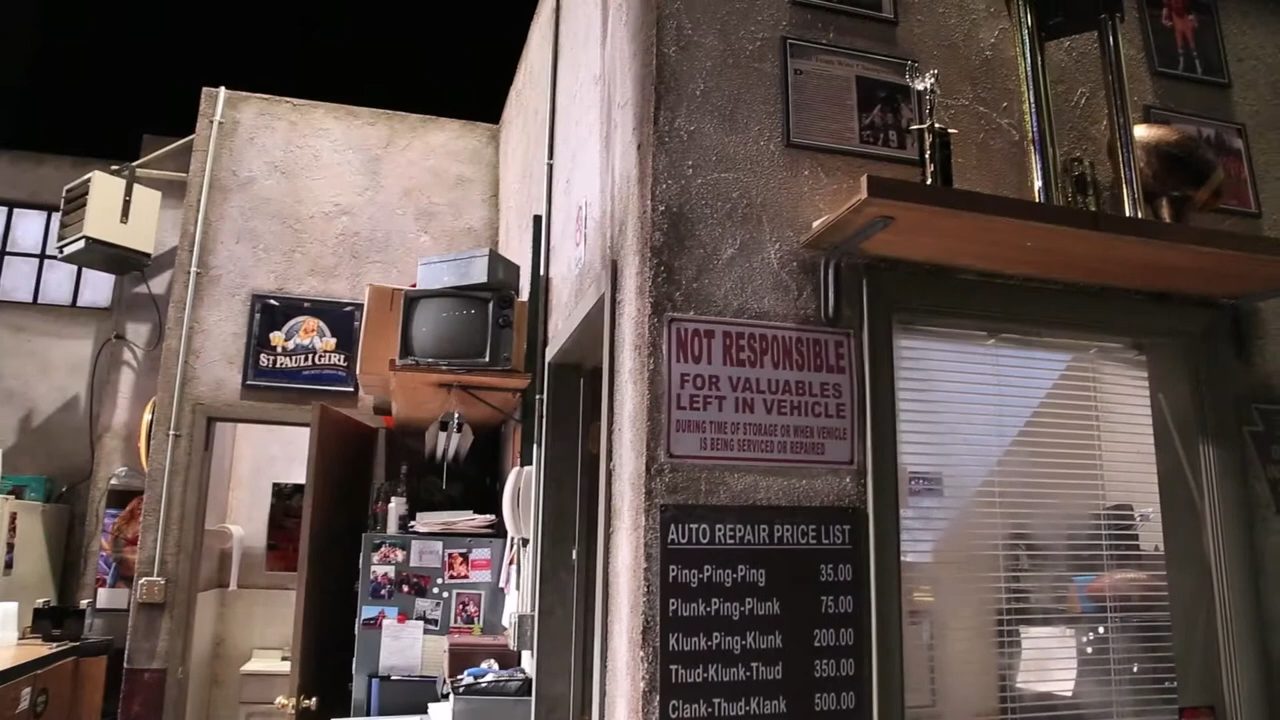 ST PAULI GIRL
NOT RESPONSIBLE
FOR VALUABLES
LEFT IN VEHICLE
DURING TIME OF STORAGE OR WHEN VEHICLE
IS BEING SERVICED OR REPAIRED
AUTO REPAIR PRICE LIST
Ping-Ping-Ping 35.00
Plunk-Ping-Plunk 75.00
Klunk-Ping-Klunk 200.00
Thud-Klunk-Thud 350.00
Clank-Thud-Klank 500.00